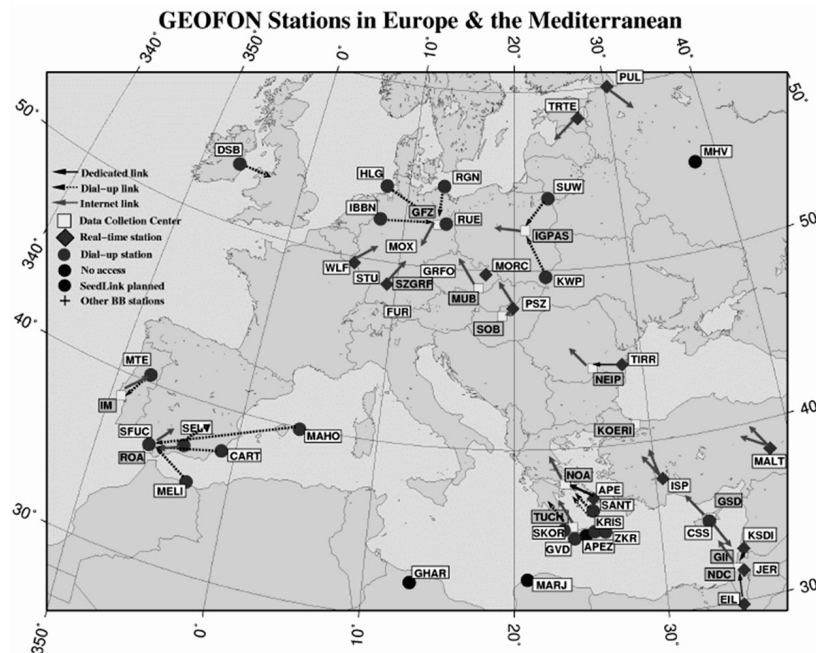 GEOFON Stations in Europe & the Mediterranean
340° 350° 0° 10° 20° 30° 40°
PUL
50°
50°
TRTE
DSB
MHV
HLG
RGN
SUW
Dedicated link
Dial-up link
Internet link
Data Colletion Center
Real-time station
Dial-up station
No access
SeedLink planned
Other BB stations
IBBN
GFZ
RUE
IGPAS
50°
340°
MOX
WLF
STU
GRFO
MORC
SZGRF
KWP
MUB
PSZ
FUR
SOB
40°
MTE
TIRR
NEIP
IM
40°
SFUC
MAHO
KOERI
ROA
CART
MALT
NOA
ISP
MELI
APE
GSD
SANT
30°
TUCH
KRIS
SKOR
CSS
KSDI
GVD
APEZ
ZKR
GHAR
MARJ
NDC
JER
EIL
30°
350° 0° 10° 20° 30°